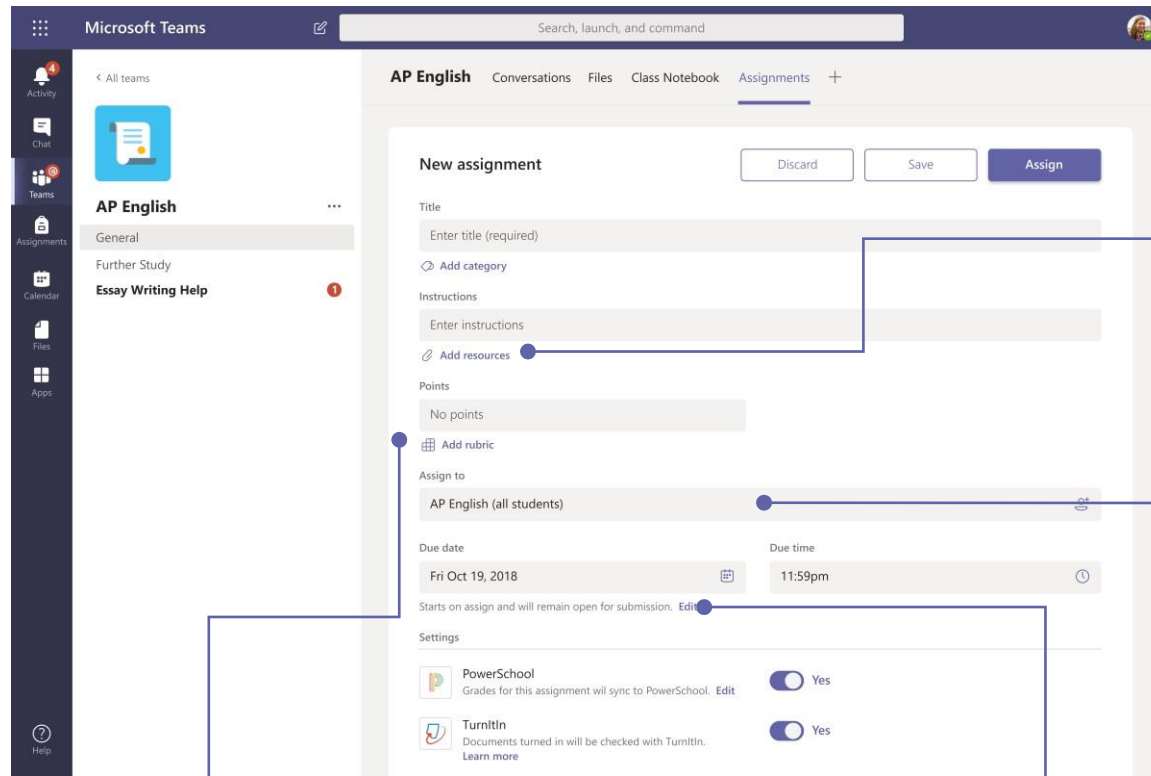 Microsoft Teams
Search, launch, and command
4
Activity
Chat
@
Teams
Assignments
Calendar
Files
Apps
Help
< All teams
AP English
...
General
Further Study
Essay Writing Help
1
AP English Conversations Files Class Notebook Assignments +
New assignment
Discard
Save
Assign
Title
Enter title (required)
Add category
Instructions
Enter instructions
Add resources
Points
No points
Add rubric
Assign to
AP English (all students)
Due date
Due time
Fri Oct 19, 2018
11:59pm
Starts on assign and will remain open for submission. Edit
Settings
PowerSchool
Grades for this assignment wil sync to PowerSchool. Edit
Yes
TurnItIn
Documents turned in will be checked with TurnItIn.
Learn more
Yes